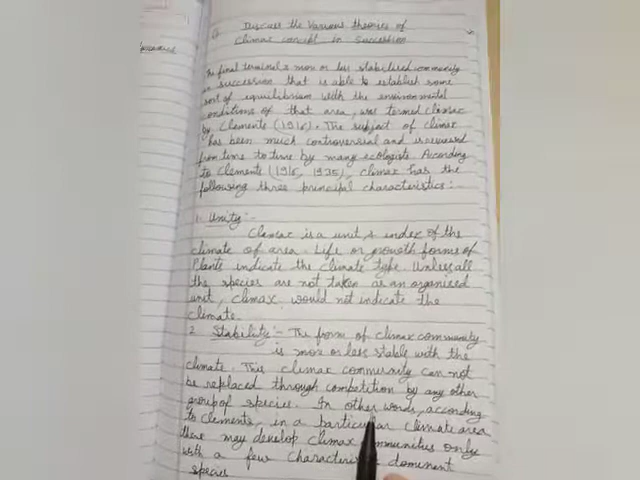 Q. Discuss the Various theories of
Climax concept in Succession
The final terminal & more or less stabilised community
in succession that is able to establish some
sort of equilibrium with the environmental
conditions of that area, was termed climax
by Clements (1916). The subject of climax
has been much controversial and is reviewed
from time to time by many ecologists. According
to Clements (1916, 1935), climax has the
following three principal characteristics:-
1. Unity:-
Climax is a unit & index of the
climate of area. Life or growth forms of
Plants indicate the climate type. Unless all
the species are not taken as an organised
unit, climax would not indicate the
climate.
2. Stability:- The form of climax community
is more or less stable with the
climate. This climax community can not
be replaced through competition by any other
group of species. In other words, according
to Clements, in a particular climate area
there may develop climax communities only
with a few characteristic dominent
species